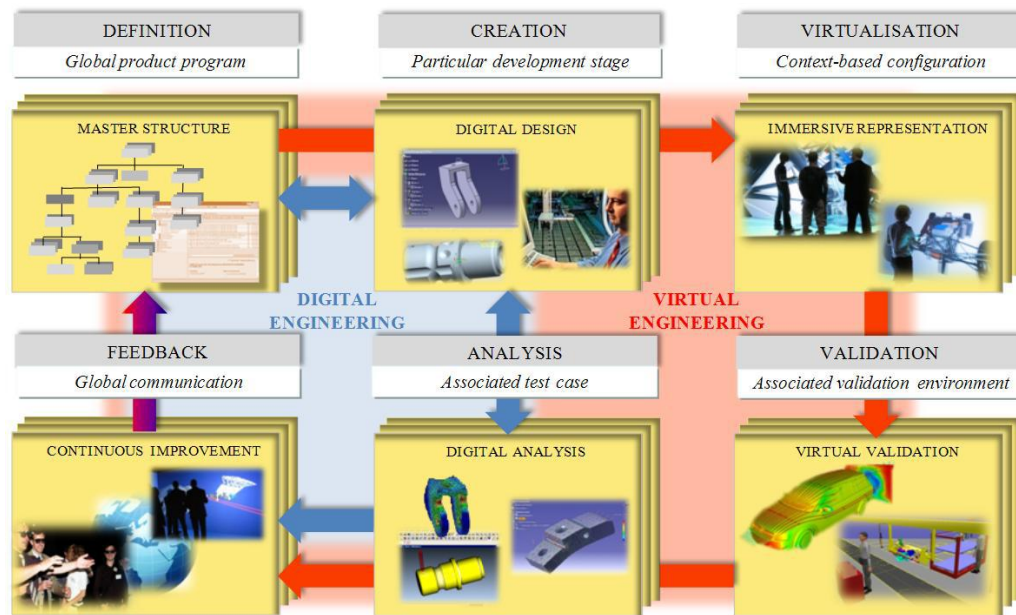 DEFINITION
Global product program
CREATION
Particular development stage
VIRTUALISATION
Context-based configuration
MASTER STRUCTURE
DIGITAL DESIGN
IMMERSIVE REPRESENTATION
DIGITAL
ENGINEERING
VIRTUAL
ENGINEERING
FEEDBACK
Global communication
ANALYSIS
Associated test case
VALIDATION
Associated validation environment
CONTINUOUS IMPROVEMENT
DIGITAL ANALYSIS
VIRTUAL VALIDATION